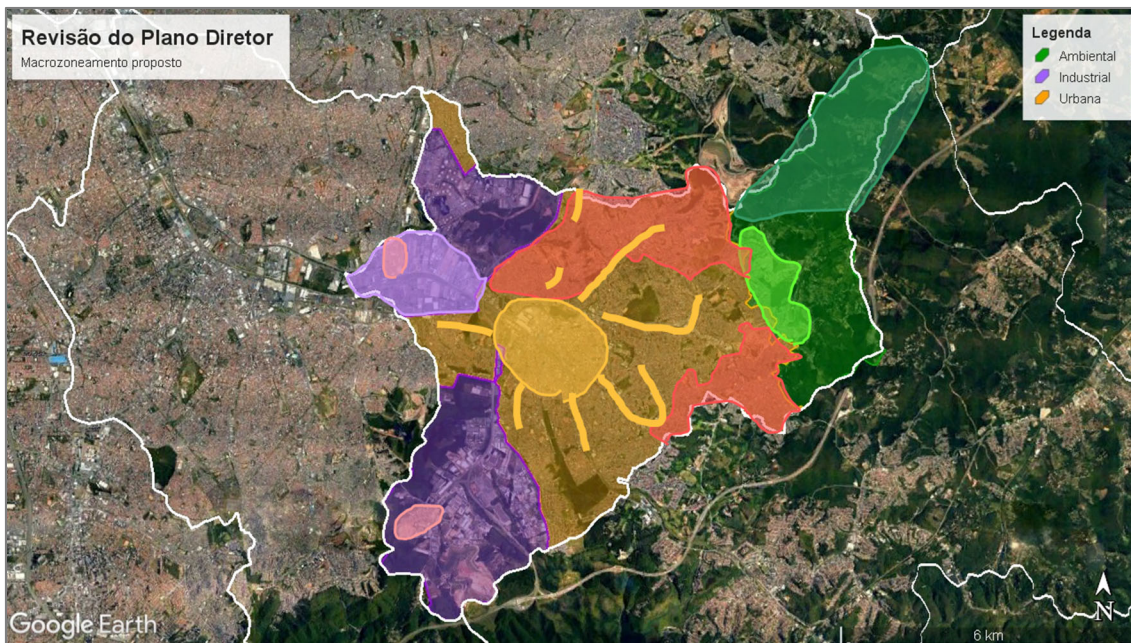 Revisão do Plano Diretor
Macrozoneamento proposto
Legenda
Ambiental
Industrial
Urbana
N
Google Earth
6 km